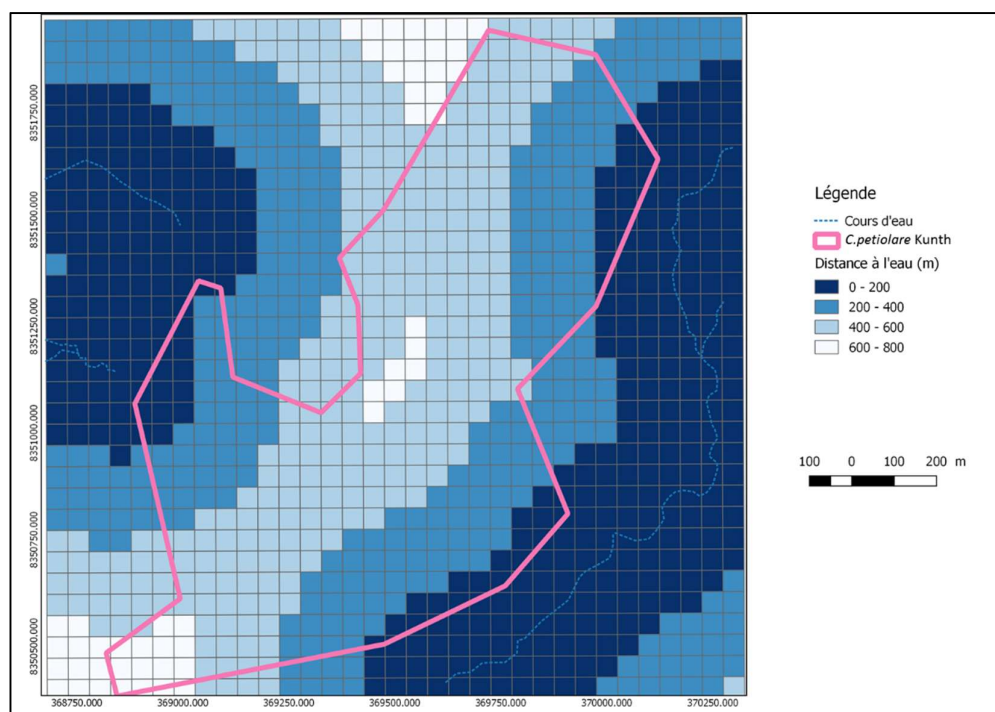 8351750.000
8351500.000
8351250.000
8351000.000
8350750.000
8350500.000
368750.000 369000.000 369250.000 369500.000 369750.000 370000.000 370250.000
Légende
Cours d'eau
C.petiolare Kunth
Distance à l'eau (m)
0 - 200
200 - 400
400 - 600
600 - 800
100 0 100 200 m